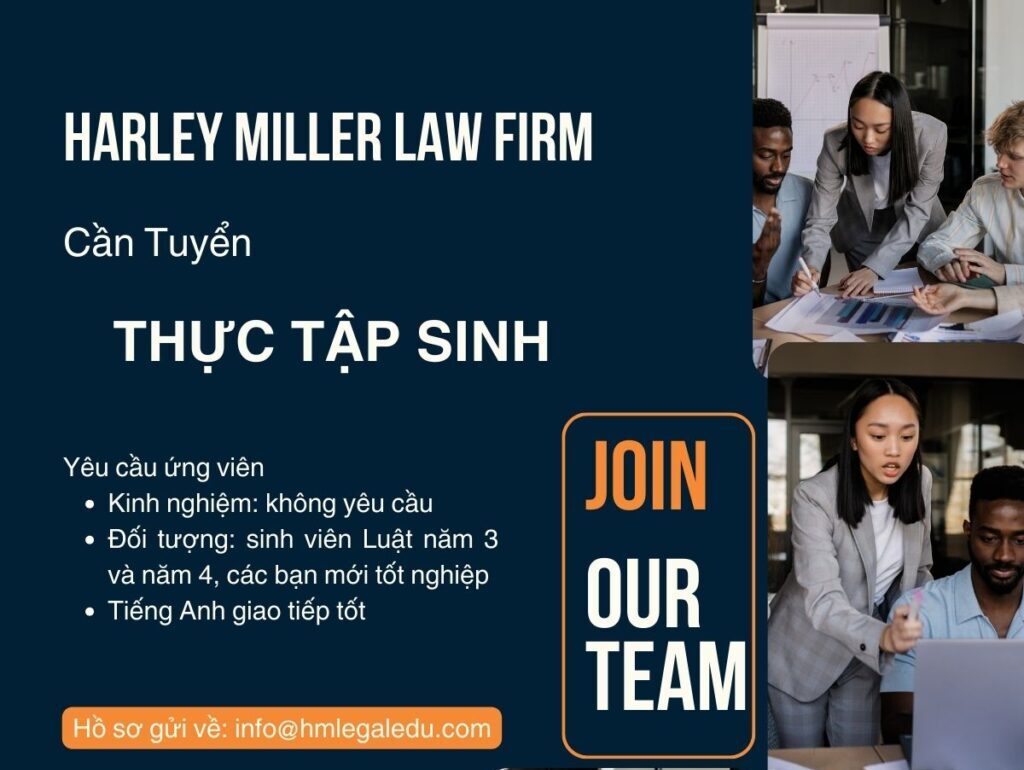 HARLEY MILLER LAW FIRM
Cần Tuyển
THỰC TẬP SINH
Yêu cầu ứng viên
• Kinh nghiệm: không yêu cầu
• Đối tượng: sinh viên Luật năm 3
và năm 4, các bạn mới tốt nghiệp
• Tiếng Anh giao tiếp tốt
Hồ sơ gửi về: info@hmlegaledu.com
JOIN
OUR
TEAM